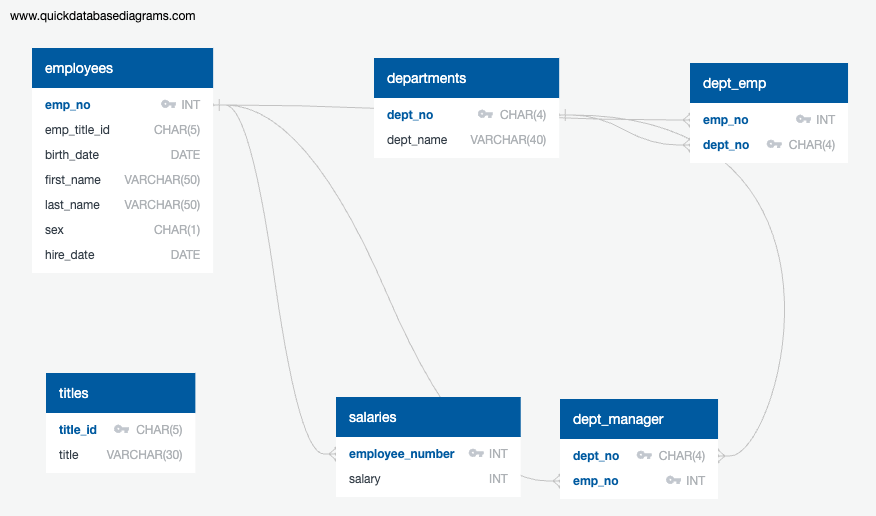 www.quickdatabasediagrams.com
employees
emp_no INT
emp_title_id CHAR(5)
birth_date DATE
first_name VARCHAR(50)
last_name VARCHAR(50)
sex CHAR(1)
hire_date DATE
departments
dept_no CHAR(4)
dept_name VARCHAR(40)
dept_emp
emp_no INT
dept_no CHAR(4)
titles
title_id CHAR(5)
title VARCHAR(30)
salaries
employee_number INT
salary INT
dept_manager
dept_no CHAR(4)
emp_no INT